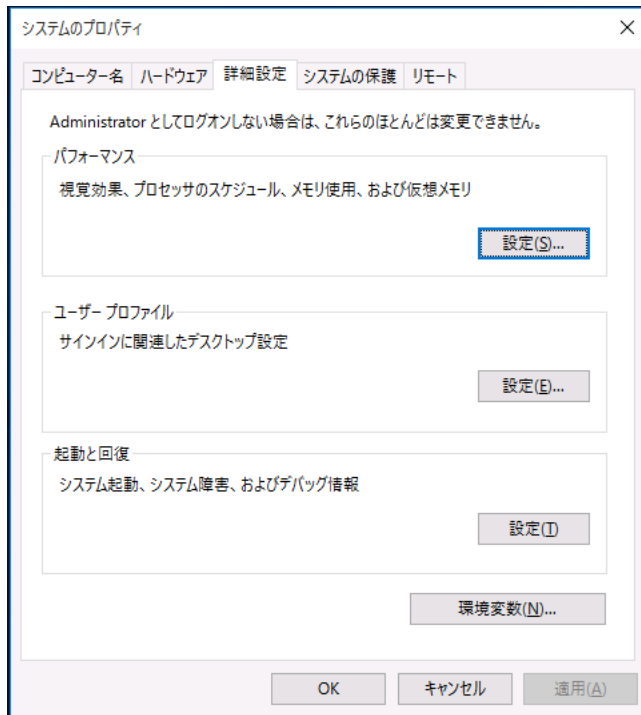 システムのプロパティ
コンピューター名 ハードウェア 詳細設定 システムの保護 リモート
Administrator としてログオンしない場合は、これらのほとんどは変更できません。
パフォーマンス
視覚効果、プロセッサのスケジュール、メモリ使用、および仮想メモリ
設定(S)...
ユーザー プロファイル
サインインに関連したデスクトップ設定
設定(E)...
起動と回復
システム起動、システム障害、およびデバッグ情報
設定(T)
環境変数(N)...
OK キャンセル 適用(A)